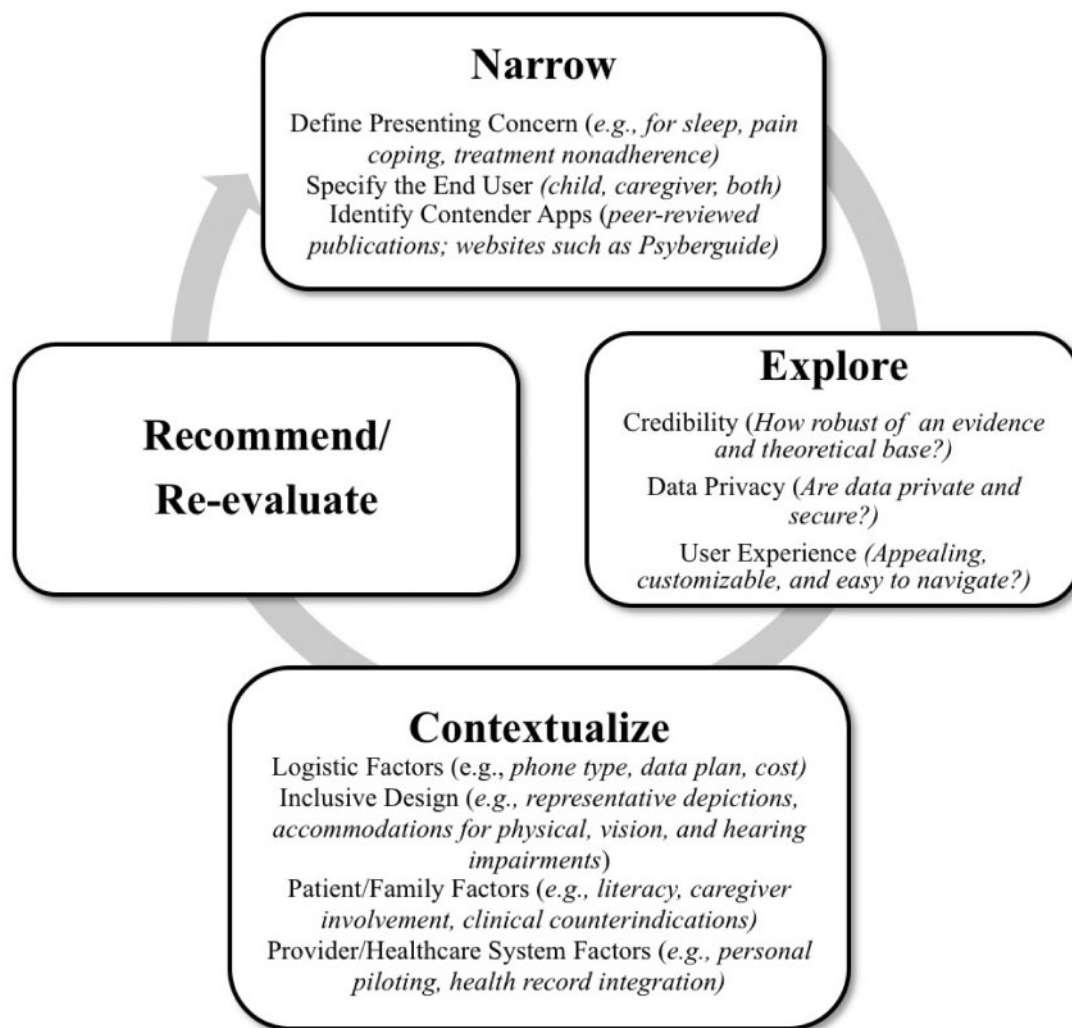 Narrow
Define Presenting Concern (e.g., for sleep, pain
coping, treatment nonadherence)
Specify the End User (child, caregiver, both)
Identify Contender Apps (peer-reviewed
publications; websites such as Psyberguide)
Explore
Credibility (How robust of an evidence
and theoretical base?)
Data Privacy (Are data private and
secure?)
User Experience (Appealing,
customizable, and easy to navigate?)
Contextualize
Logistic Factors (e.g., phone type, data plan, cost)
Inclusive Design (e.g., representative depictions,
accommodations for physical, vision, and hearing
impairments)
Patient/Family Factors (e.g., literacy, caregiver
involvement, clinical counterindications)
Provider/Healthcare System Factors (e.g., personal
piloting, health record integration)
Recommend/
Re-evaluate